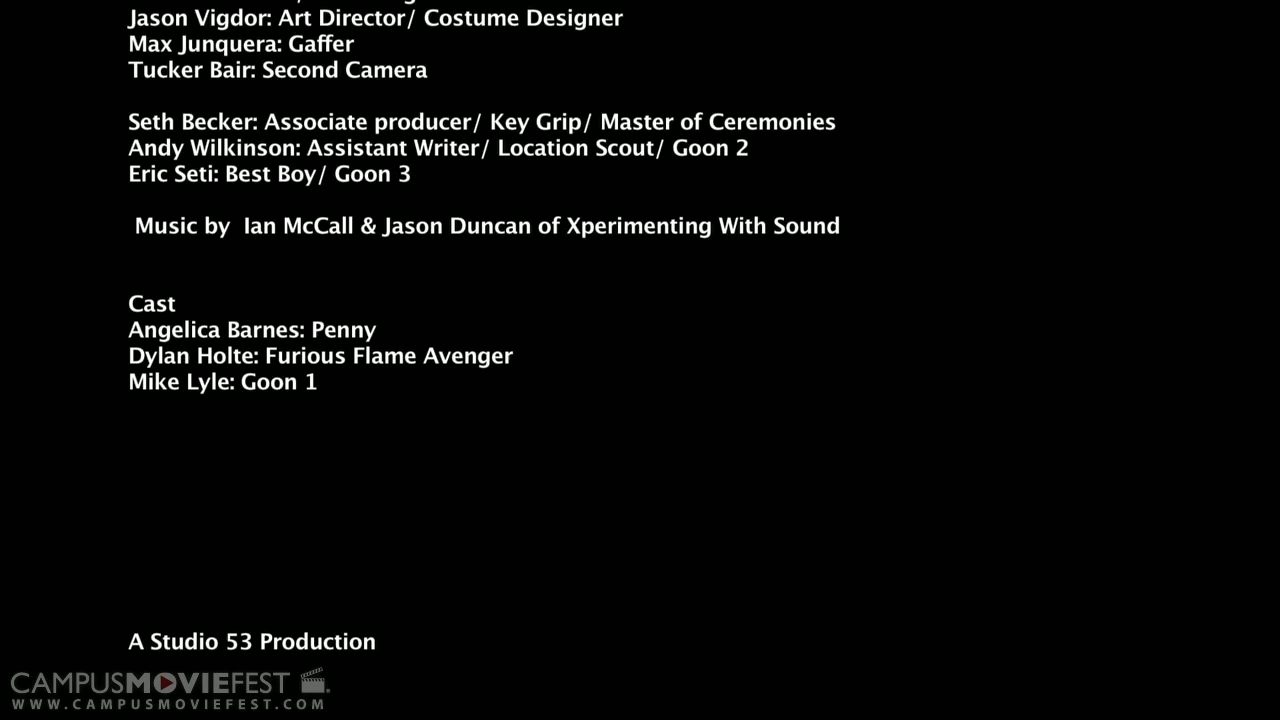 Jason Vigdor: Art Director/ Costume Designer
Max Junquera: Gaffer
Tucker Bair: Second Camera
Seth Becker: Associate producer/ Key Grip/ Master of Ceremonies
Andy Wilkinson: Assistant Writer/ Location Scout/ Goon 2
Eric Seti: Best Boy/ Goon 3
Music by Ian McCall & Jason Duncan of Xperimenting With Sound
Cast
Angelica Barnes: Penny
Dylan Holte: Furious Flame Avenger
Mike Lyle: Goon 1
A Studio 53 Production
CAMPUSMOVIEFEST
WWW.CAMPUSMOVIEFEST.COM